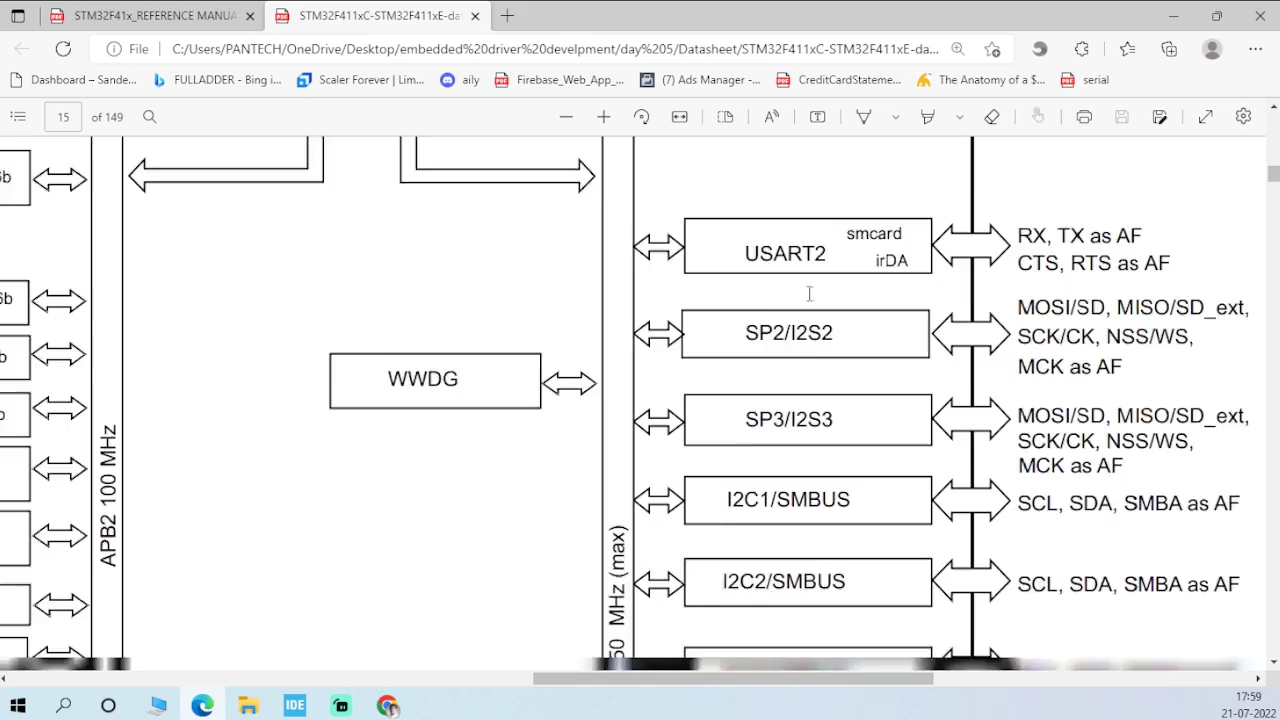 STM32F41x_REFERENCE MANUA
STM32F411xC-STM32F411xE-da
File
C:/Users/PANTECH/OneDrive/Desktop/embedded%20driver%20develpment/day%205/Datasheet/STM32F411xC-STM32F411xE-da...
Dashboard – Sande...
FULLADDER - Bing i...
Scaler Forever | Lim...
aily
Firebase_Web_App_...
(7) Ads Manager -...
CreditCardStateme...
The Anatomy of a $...
serial
15 of 149
6b
smcard
USART2
irDA
RX, TX as AF
CTS, RTS as AF
6b
SP2/I2S2
MOSI/SD, MISO/SD_ext,
SCK/CK, NSS/WS,
MCK as AF
b
WWDG
SP3/I2S3
MOSI/SD, MISO/SD_ext,
SCK/CK, NSS/WS,
MCK as AF
APB2 100 MHz
I2C1/SMBUS
SCL, SDA, SMBA as AF
50 MHz (max)
I2C2/SMBUS
SCL, SDA, SMBA as AF
IDE
17:59
21-07-2022